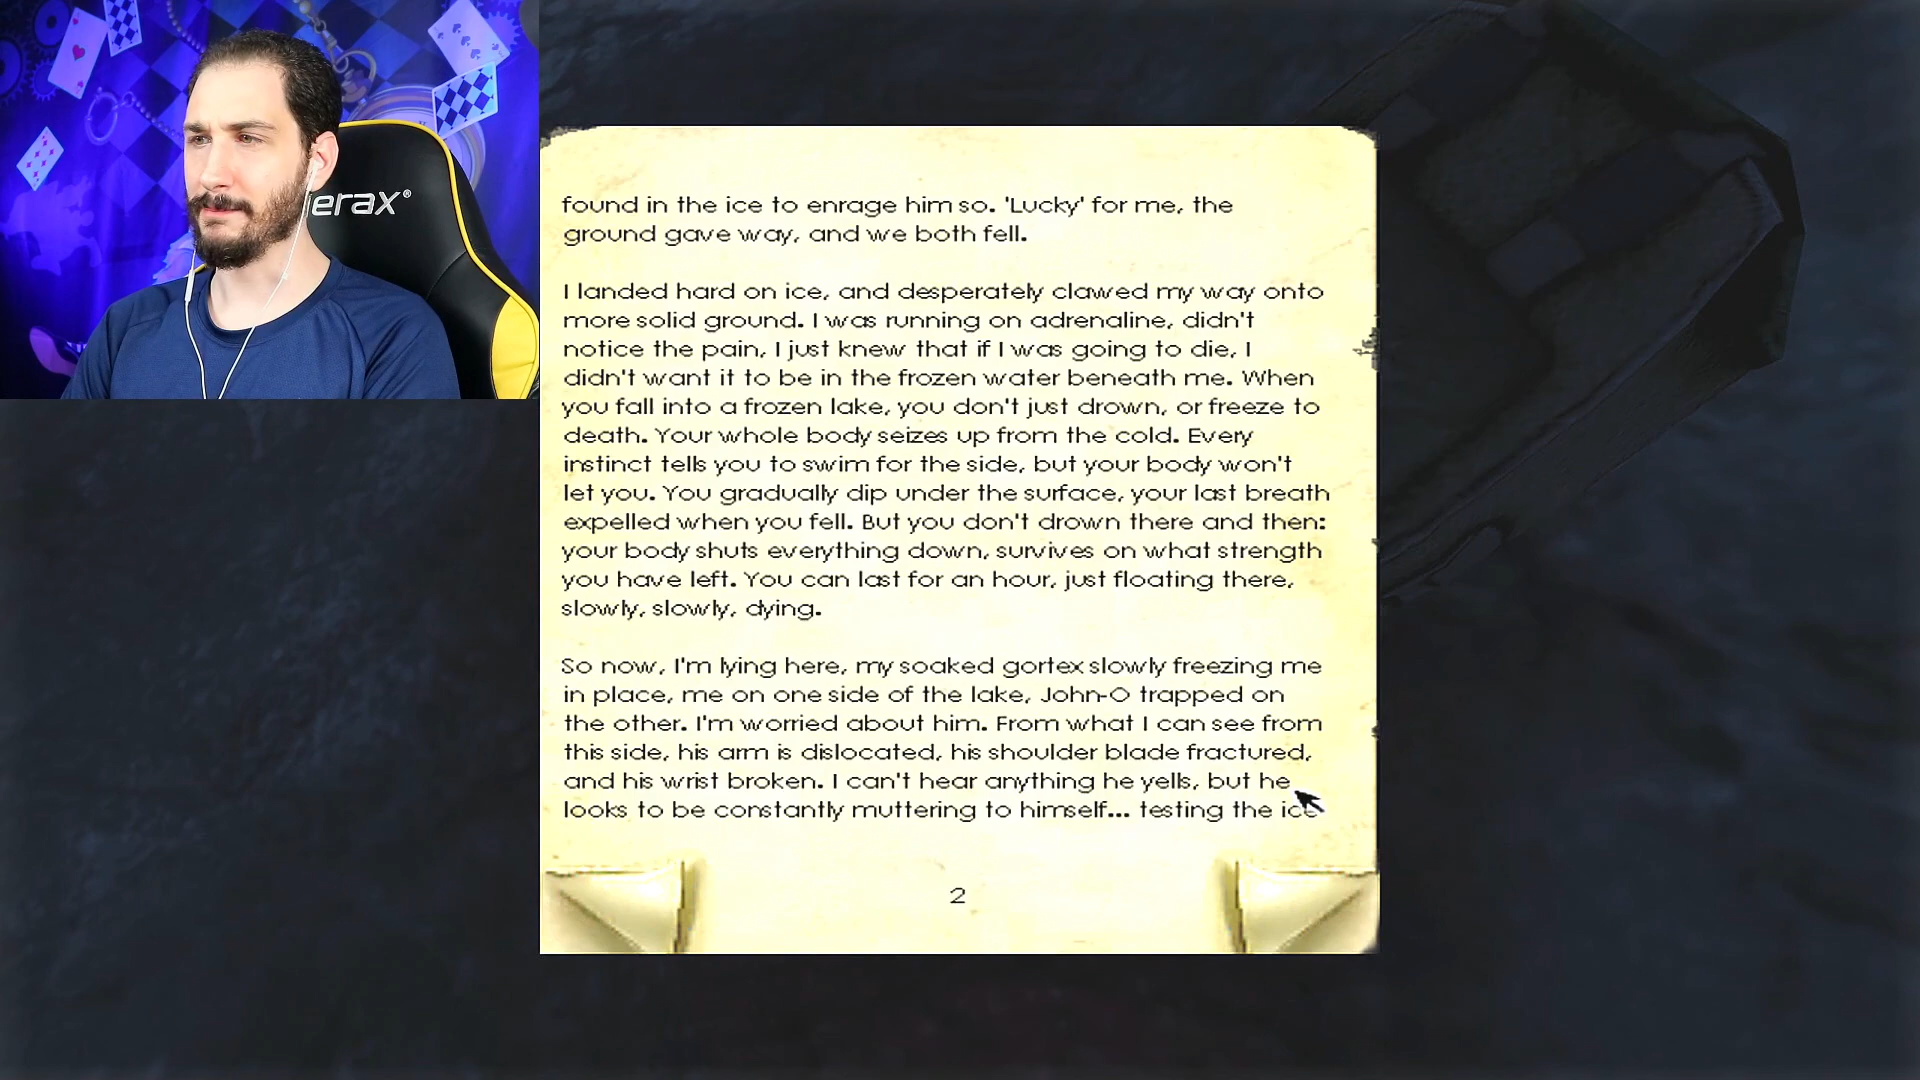 erax®
found in the ice to enrage him so. 'Lucky' for me, the
ground gave way, and we both fell.
I landed hard on ice, and desperately clawed my way onto
more solid ground. I was running on adrenaline, didn't
notice the pain, I just knew that if I was going to die, I
didn't want it to be in the frozen water beneath me. When
you fall into a frozen lake, you don't just drown, or freeze to
death. Your whole body seizes up from the cold. Every
instinct tells you to swim for the side, but your body won't
let you. You gradually dip under the surface, your last breath
expelled when you fell. But you don't drown there and then:
your body shuts everything down, survives on what strength
you have left. You can last for an hour, just floating there,
slowly, slowly, dying.
So now, I'm lying here, my soaked gortex slowly freezing me
in place, me on one side of the lake, John-O trapped on
the other. I'm worried about him. From what I can see from
this side, his arm is dislocated, his shoulder blade fractured,
and his wrist broken. I can't hear anything he yells, but he
looks to be constantly muttering to himself... testing the ice
2